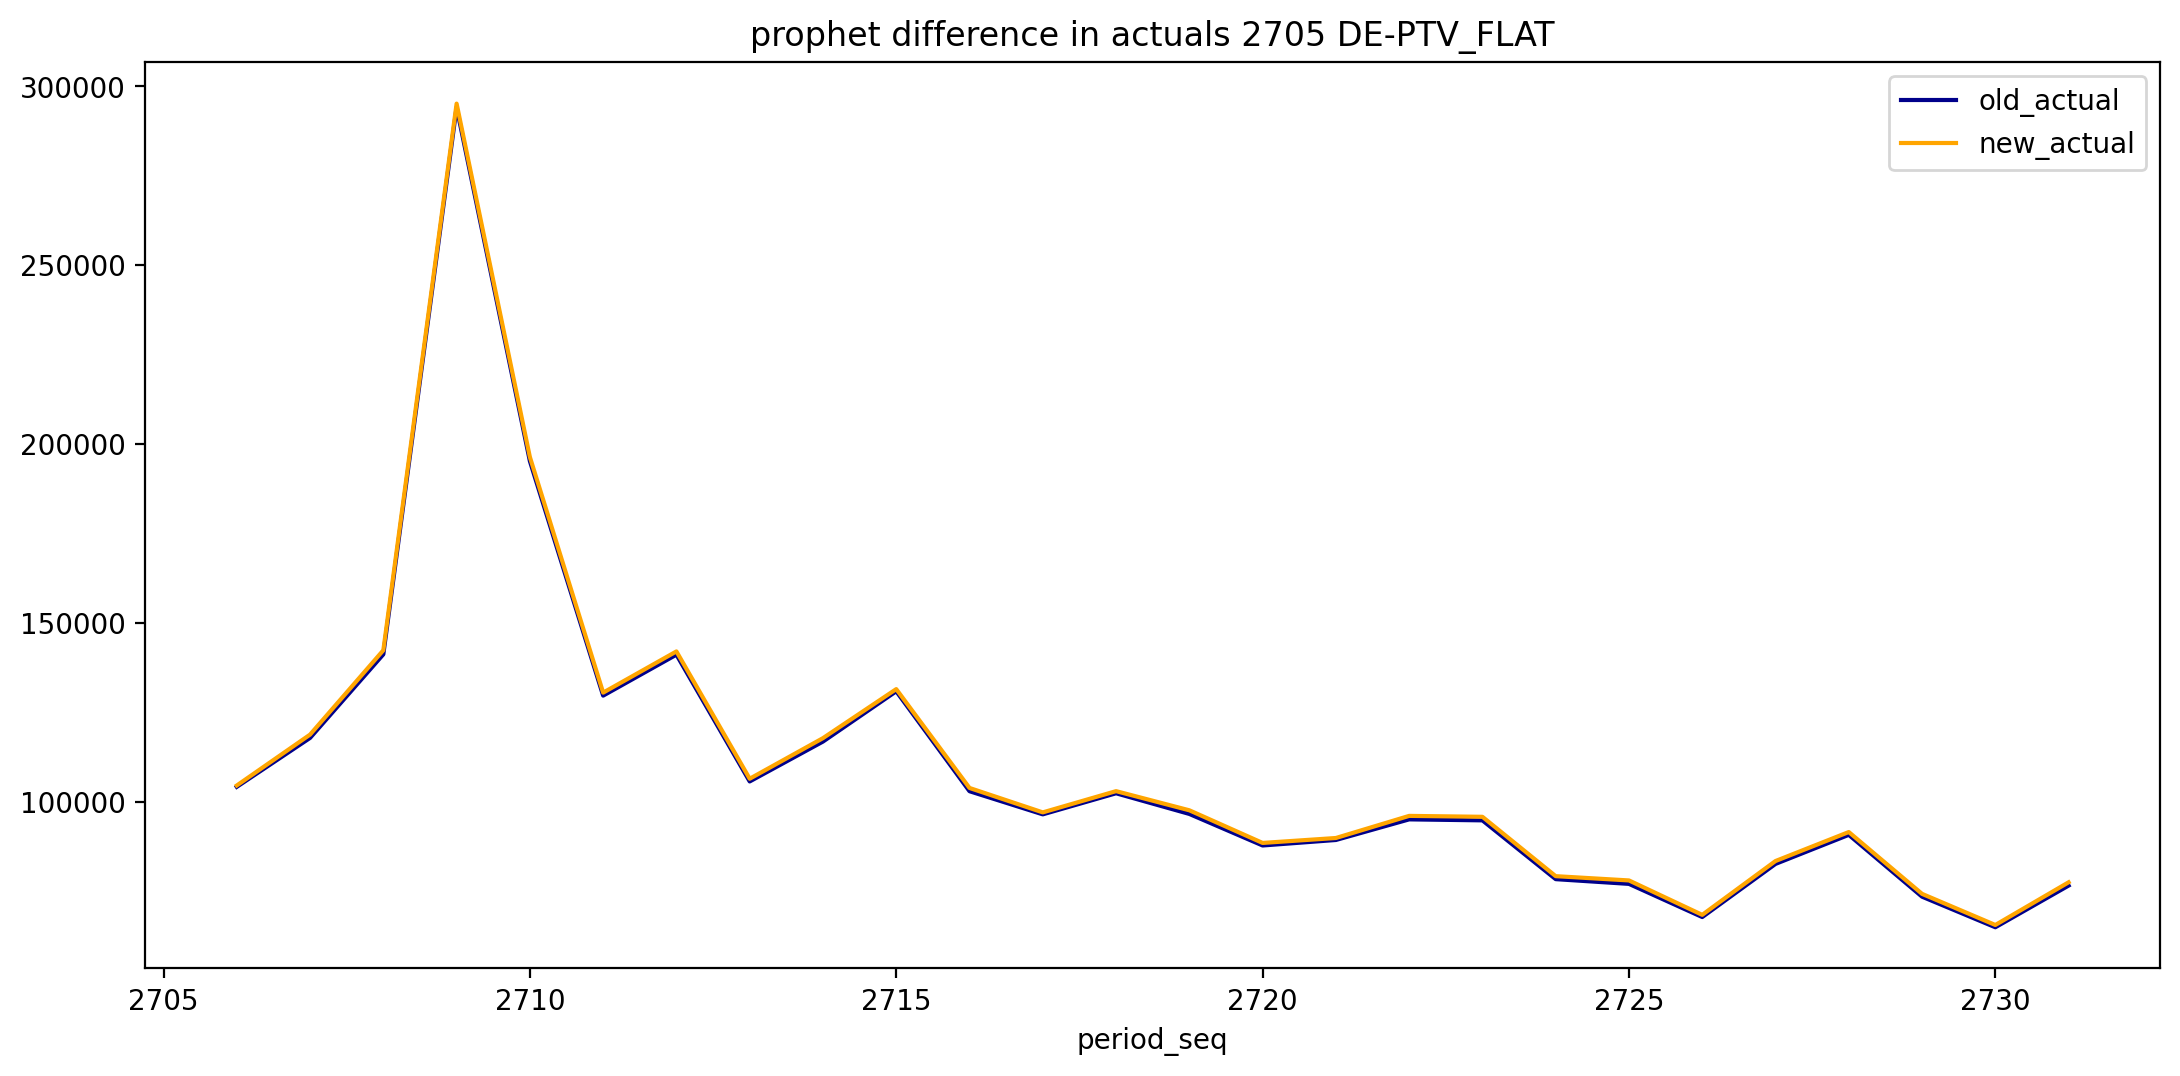 prophet difference in actuals 2705 DE-PTV_FLAT
old_actual
new_actual
300000
250000
200000
150000
100000
2705 2710 2715 2720 2725 2730
period_seq